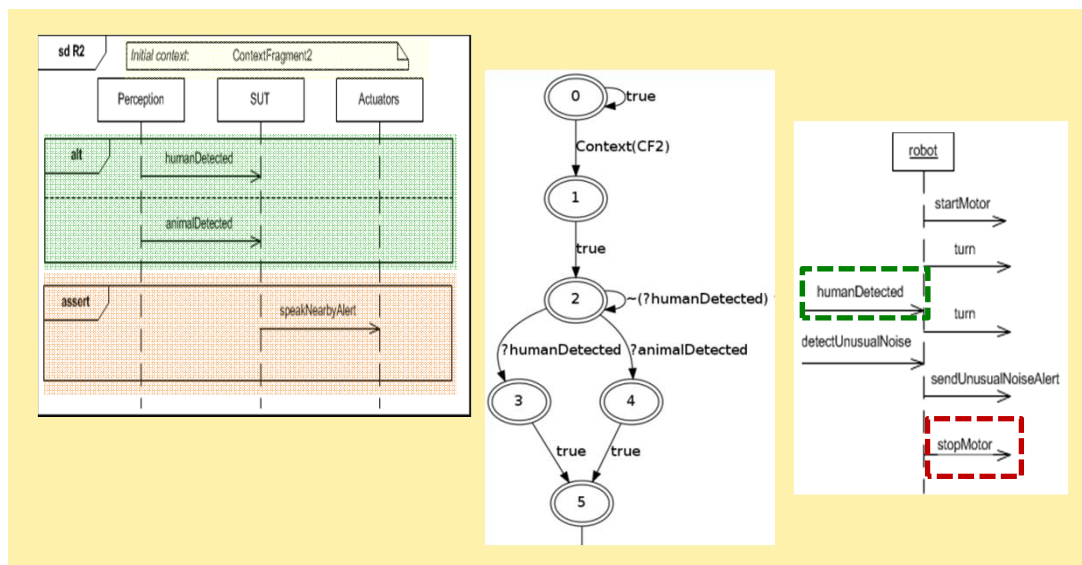 sd R2
Initial context: ContextFragment2
Perception
SUT
Actuators
alt
humanDetected
animalDetected
assert
speakNearbyAlert
0
true
Context(CF2)
1
true
2
~(?humanDetected)
?humanDetected
?animalDetected
3
4
true
true
5
robot
startMotor
turn
humanDetected
turn
detectUnusualNoise
sendUnusualNoiseAlert
stopMotor